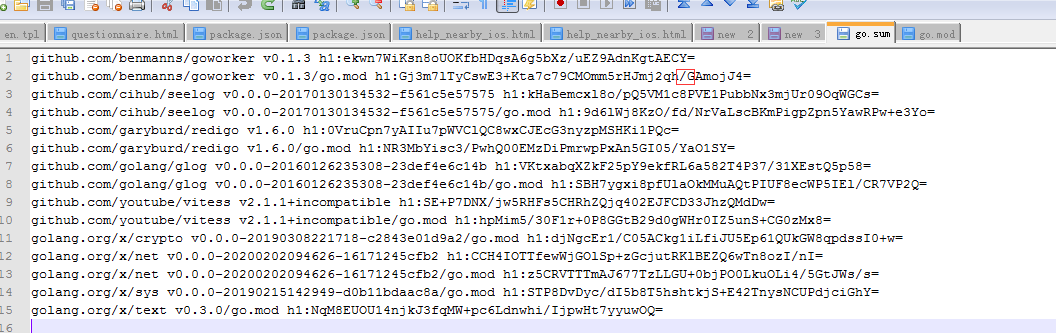 en.tpl questionnaire.html package.json package.json help_nearby_ios.html help_nearby_ios.html new 2 new 3 go.sum go.mod
1 github.com/benmanns/goworker v0.1.3 h1:ekwn7WiKsn8oUOKfbHDqsA6g5bXz/uEZ9AdnKgtAECY=
2 github.com/benmanns/goworker v0.1.3/go.mod h1:Gj3m7lTyCswE3+Kta7c79CMOmm5rHJmj2qh/GAmojJ4=
3 github.com/cihub/seelog v0.0.0-20170130134532-f561c5e57575 h1:kHaBemcxl8o/pQ5VM1c8PVE1PubbNx3mjUr09OqWGCs=
4 github.com/cihub/seelog v0.0.0-20170130134532-f561c5e57575/go.mod h1:9d6lWj8KzO/fd/NrVaLscBKmPigpZpn5YawRPw+e3Yo=
5 github.com/garyburd/redigo v1.6.0 h1:0VruCpn7yAIIu7pWVClQC8wxCJEcG3nyzpMSHKi1PQc=
6 github.com/garyburd/redigo v1.6.0/go.mod h1:NR3MbYisc3/PwhQ00EMzDiPmrwpPxAn5GI05/YaO1SY=
7 github.com/golang/glog v0.0.0-20160126235308-23def4e6c14b h1:VKtxabqXZkF25pY9ekfRL6a582T4P37/31XEstQ5p58=
8 github.com/golang/glog v0.0.0-20160126235308-23def4e6c14b/go.mod h1:SBH7ygxi8pfUlaOkMMuAQtPIUF8ecWP5IEl/CR7VP2Q=
9 github.com/youtube/vitess v2.1.1+incompatible h1:SE+P7DNX/jw5RHFs5CHRhZQjq402EJFCD33JhzQMdDw=
10 github.com/youtube/vitess v2.1.1+incompatible/go.mod h1:hpMim5/30F1r+0P8GGtB29d0gWHr0IZ5unS+CG0zMx8=
11 golang.org/x/crypto v0.0.0-20190308221718-c2843e01d9a2/go.mod h1:djNgcEr1/C05ACkg1iLfiJU5Ep61QUkGW8qpdssI0+w=
12 golang.org/x/net v0.0.0-20200202094626-16171245cfb2 h1:CCH4IOTTfewWjGOlSp+zGcjutRKlBEZQ6wTn8ozI/nI=
13 golang.org/x/net v0.0.0-20200202094626-16171245cfb2/go.mod h1:z5CRVTTTmAJ677TzLLGU+0bjPO0LkuOLi4/5GtJWs/s=
14 golang.org/x/sys v0.0.0-20190215142949-d0b11bdaac8a/go.mod h1:STP8DvDyc/dI5b8T5hshtkjS+E42TnysNCUPdjciGhY=
15 golang.org/x/text v0.3.0/go.mod h1:NqM8EUOU14njkJ3fqMW+pc6Ldnwhi/IjpwHt7yyuwOQ=
16